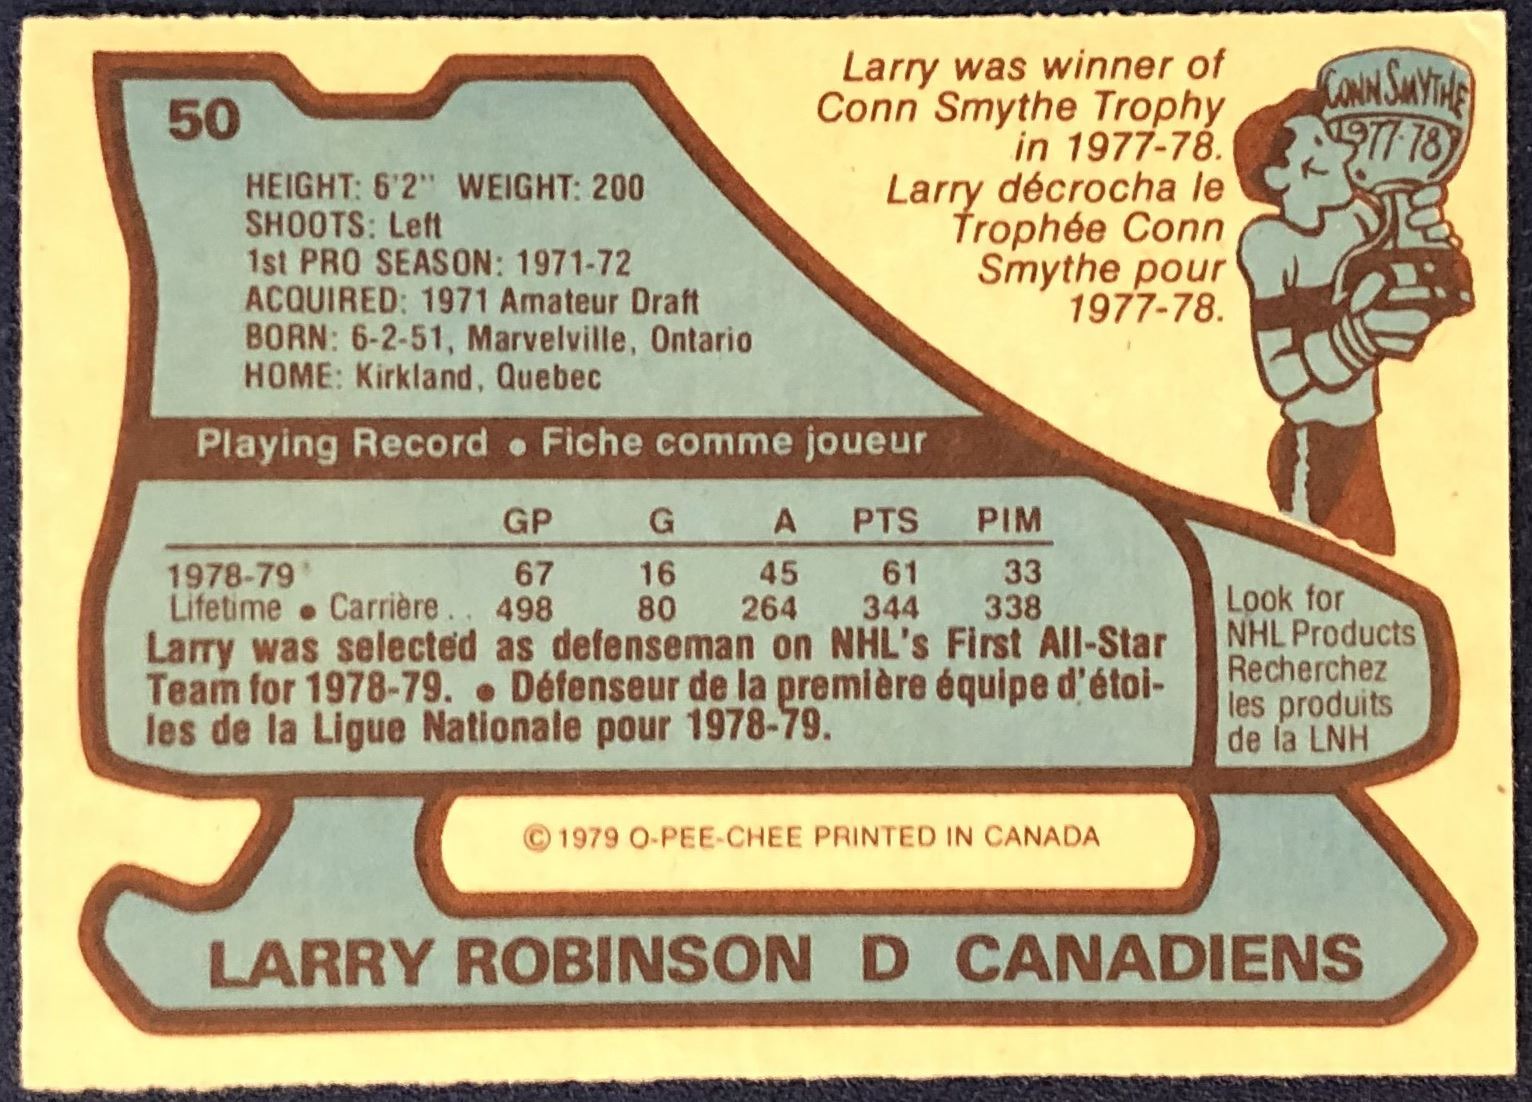 50
HEIGHT: 6'2" WEIGHT: 200
SHOOTS: Left
1st PRO SEASON: 1971-72
ACQUIRED: 1971 Amateur Draft
BORN: 6-2-51, Marvelville, Ontario
HOME: Kirkland, Quebec
Larry was winner of
Conn Smythe Trophy
in 1977-78.
Larry décrocha le
Trophée Conn
Smythe pour
1977-78.
CONN SMYTHE
1977-78
Playing Record • Fiche comme joueur
GP G A PTS PIM
1978-79 67 16 45 61 33
Lifetime • Carrière . . 498 80 264 344 338
Larry was selected as defenseman on NHL's First All-Star
Team for 1978-79. • Défenseur de la première équipe d'étoi-
les de la Ligue Nationale pour 1978-79.
Look for
NHL Products
Recherchez
les produits
de la LNH
© 1979 O-PEE-CHEE PRINTED IN CANADA
LARRY ROBINSON D CANADIENS